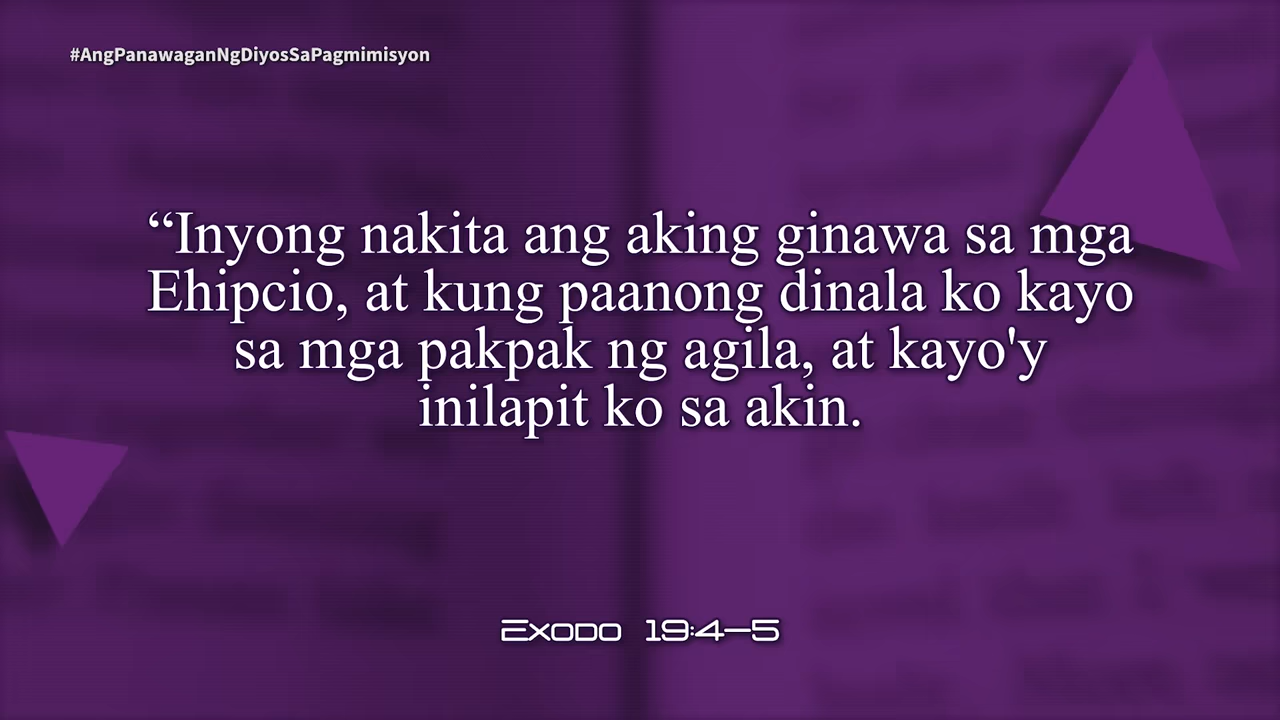 #AngPanawaganNgDiyosSaPagmimisyon
“Inyong nakita ang aking ginawa sa mga
Ehipcio, at kung paanong dinala ko kayo
sa mga pakpak ng agila, at kayo'y
inilapit ko sa akin.
Exodo 19:4–5